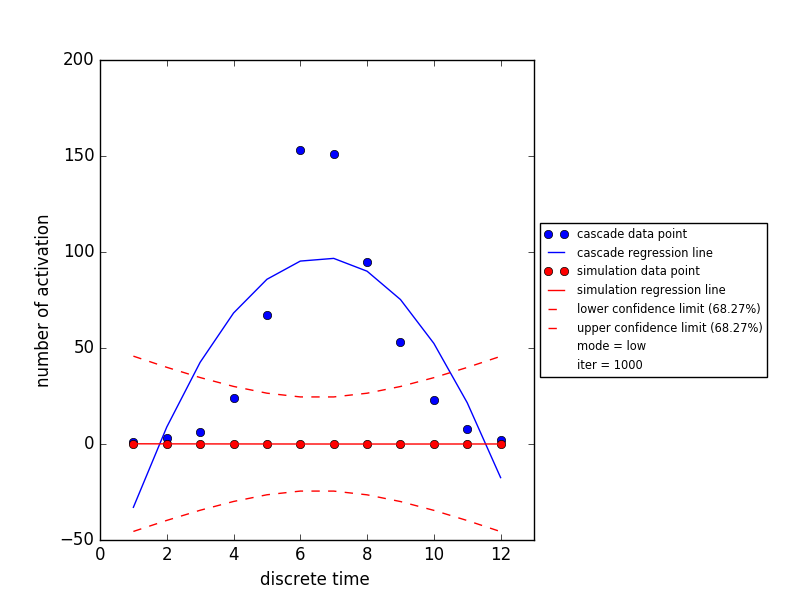 200
150
100
50
0
−50
0 2 4 6 8 10 12
number of activation
discrete time
cascade data point
cascade regression line
simulation data point
simulation regression line
lower confidence limit (68.27%)
upper confidence limit (68.27%)
mode = low
iter = 1000